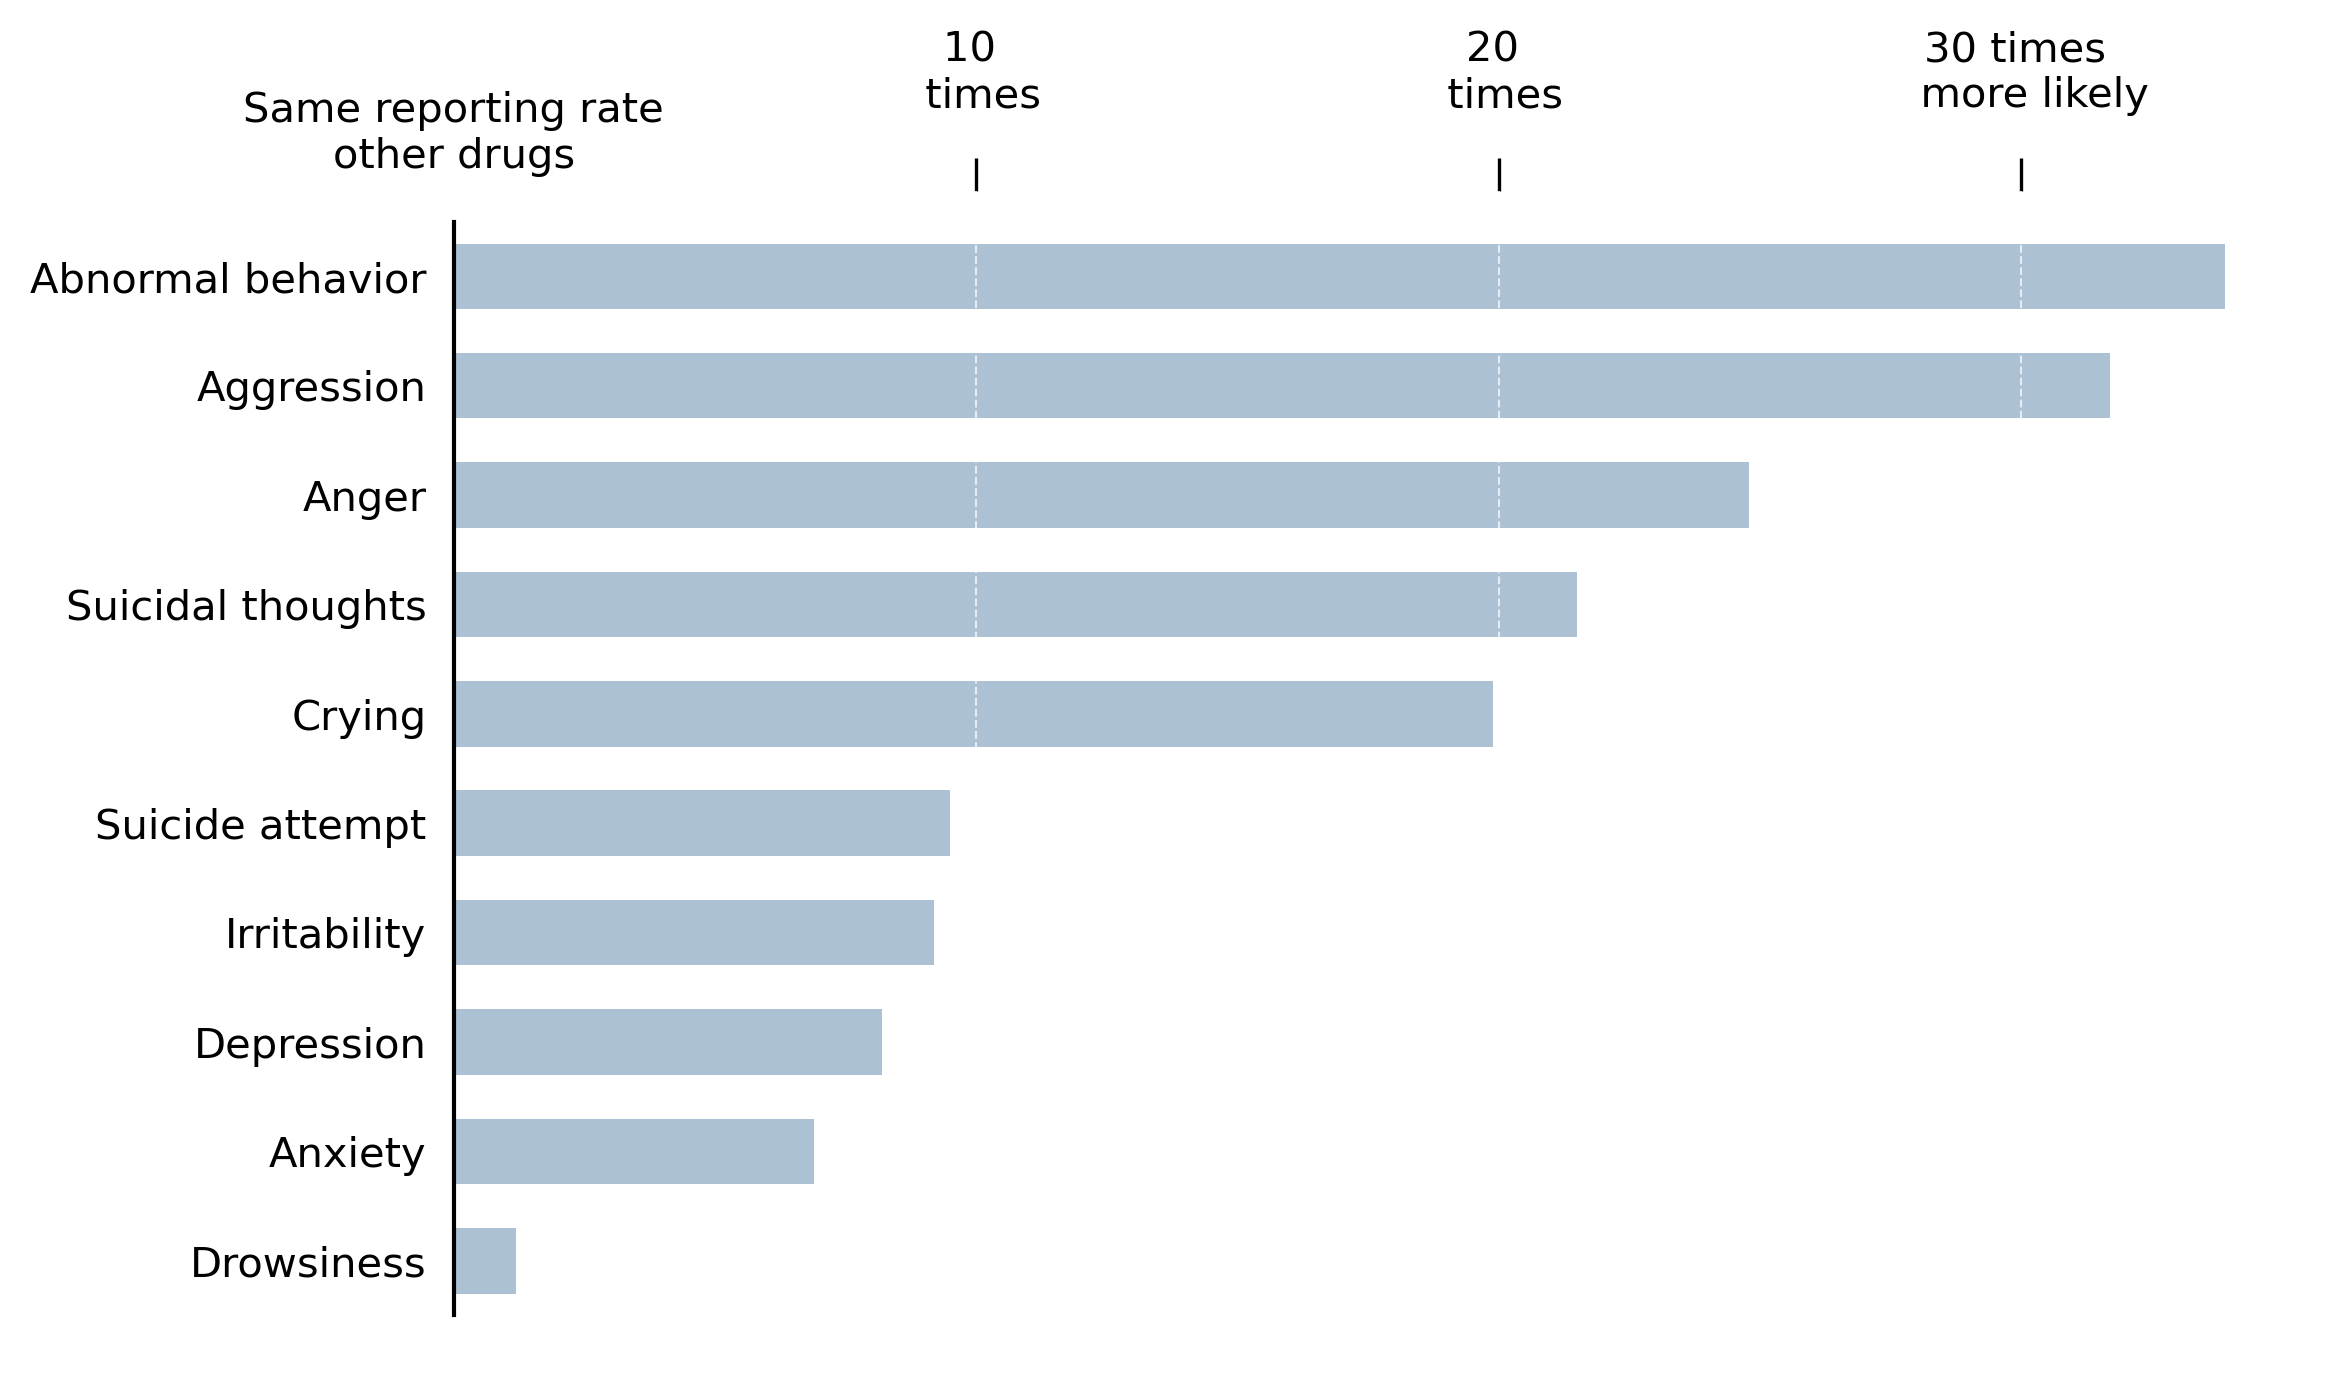 10
times
20
times
30 times
more likely
Same reporting rate
other drugs
Abnormal behavior
Aggression
Anger
Suicidal thoughts
Crying
Suicide attempt
Irritability
Depression
Anxiety
Drowsiness